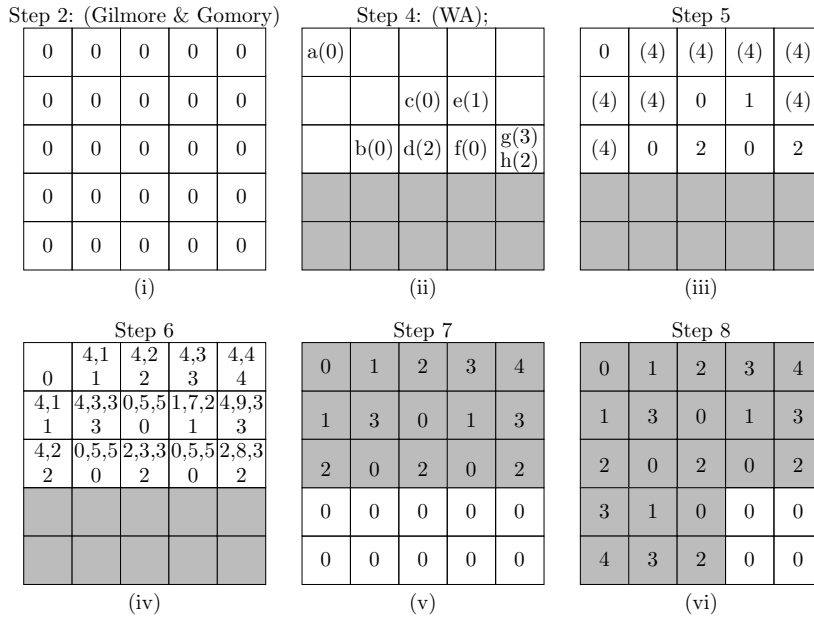 Step 2: (Gilmore & Gomory)
0 0 0 0 0
0 0 0 0 0
0 0 0 0 0
0 0 0 0 0
0 0 0 0 0
(i)
Step 4: (WA);
a(0)
c(0) e(1)
b(0) d(2) f(0) g(3)
h(2)
(ii)
Step 5
0 (4) (4) (4) (4)
(4) (4) 0 1 (4)
(4) 0 2 0 2
(iii)
Step 6
4,1 4,2 4,3 4,4
0 1 2 3 4
4,1 4,3,3 0,5,5 1,7,2 4,9,3
1 3 0 1 3
4,2 0,5,5 2,3,3 0,5,5 2,8,3
2 0 2 0 2
(iv)
Step 7
0 1 2 3 4
1 3 0 1 3
2 0 2 0 2
0 0 0 0 0
0 0 0 0 0
(v)
Step 8
0 1 2 3 4
1 3 0 1 3
2 0 2 0 2
3 1 0 0 0
4 3 2 0 0
(vi)